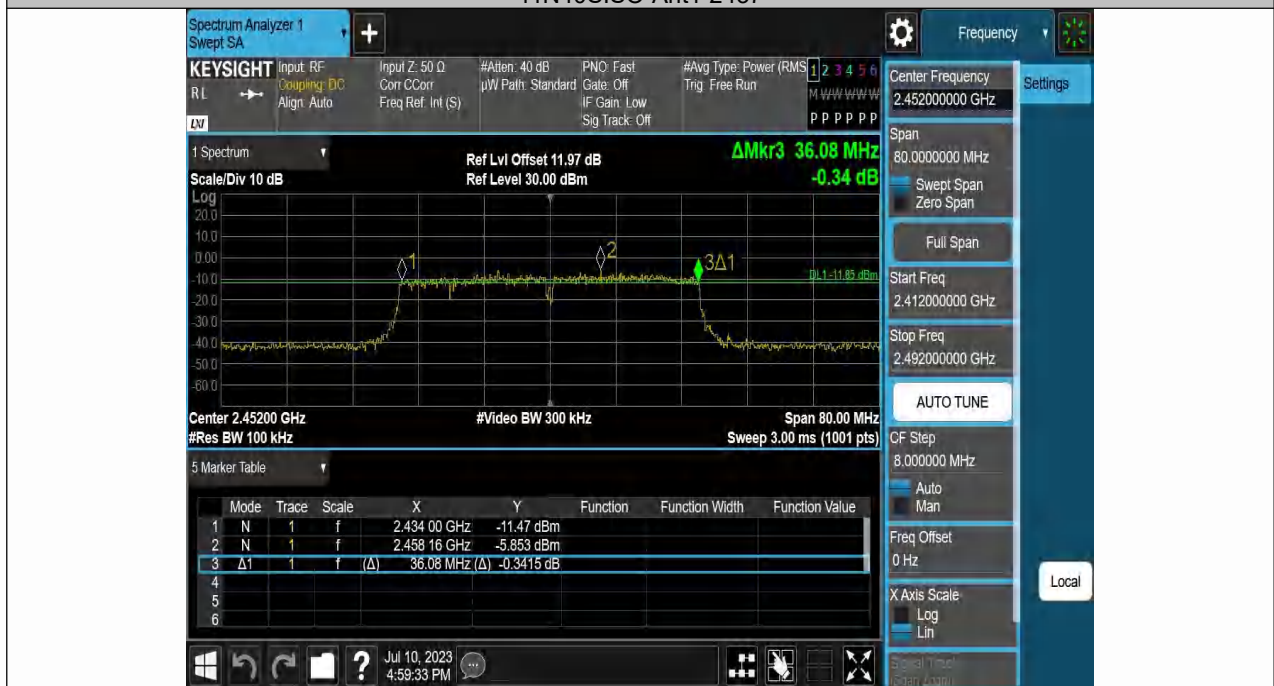 Spectrum Analyzer 1
Swept SA
+
Frequency
KEYSIGHT
RL
LXI
Input: RF
Coupling: DC
Align: Auto
Input Z: 50 Ω
Corr CCorr
Freq Ref: Int (S)
#Atten: 40 dB
µW Path: Standard
PNO: Fast
Gate: Off
IF Gain: Low
Sig Track: Off
#Avg Type: Power (RMS
Trig: Free Run
1 2 3 4 5 6
M W W W W W
P P P P P P
1 Spectrum
Scale/Div 10 dB
Ref Lvl Offset 11.97 dB
Ref Level 30.00 dBm
ΔMkr3 36.08 MHz
-0.34 dB
Log
20.0
10.0
0.00
-10.0
-20.0
-30.0
-40.0
-50.0
-60.0
1
2
3Δ1
DL1 -11.85 dBm
Center 2.45200 GHz
#Res BW 100 kHz
#Video BW 300 kHz
Span 80.00 MHz
Sweep 3.00 ms (1001 pts)
5 Marker Table
Mode Trace Scale X Y Function Function Width Function Value
1 N 1 f 2.434 00 GHz -11.47 dBm
2 N 1 f 2.458 16 GHz -5.853 dBm
3 Δ1 1 f (Δ) 36.08 MHz (Δ) -0.3415 dB
4
5
6
Jul 10, 2023
4:59:33 PM
Center Frequency
2.452000000 GHz
Span
80.0000000 MHz
Swept Span
Zero Span
Full Span
Start Freq
2.412000000 GHz
Stop Freq
2.492000000 GHz
AUTO TUNE
CF Step
8.000000 MHz
Auto
Man
Freq Offset
0 Hz
X Axis Scale
Log
Lin
Settings
Local